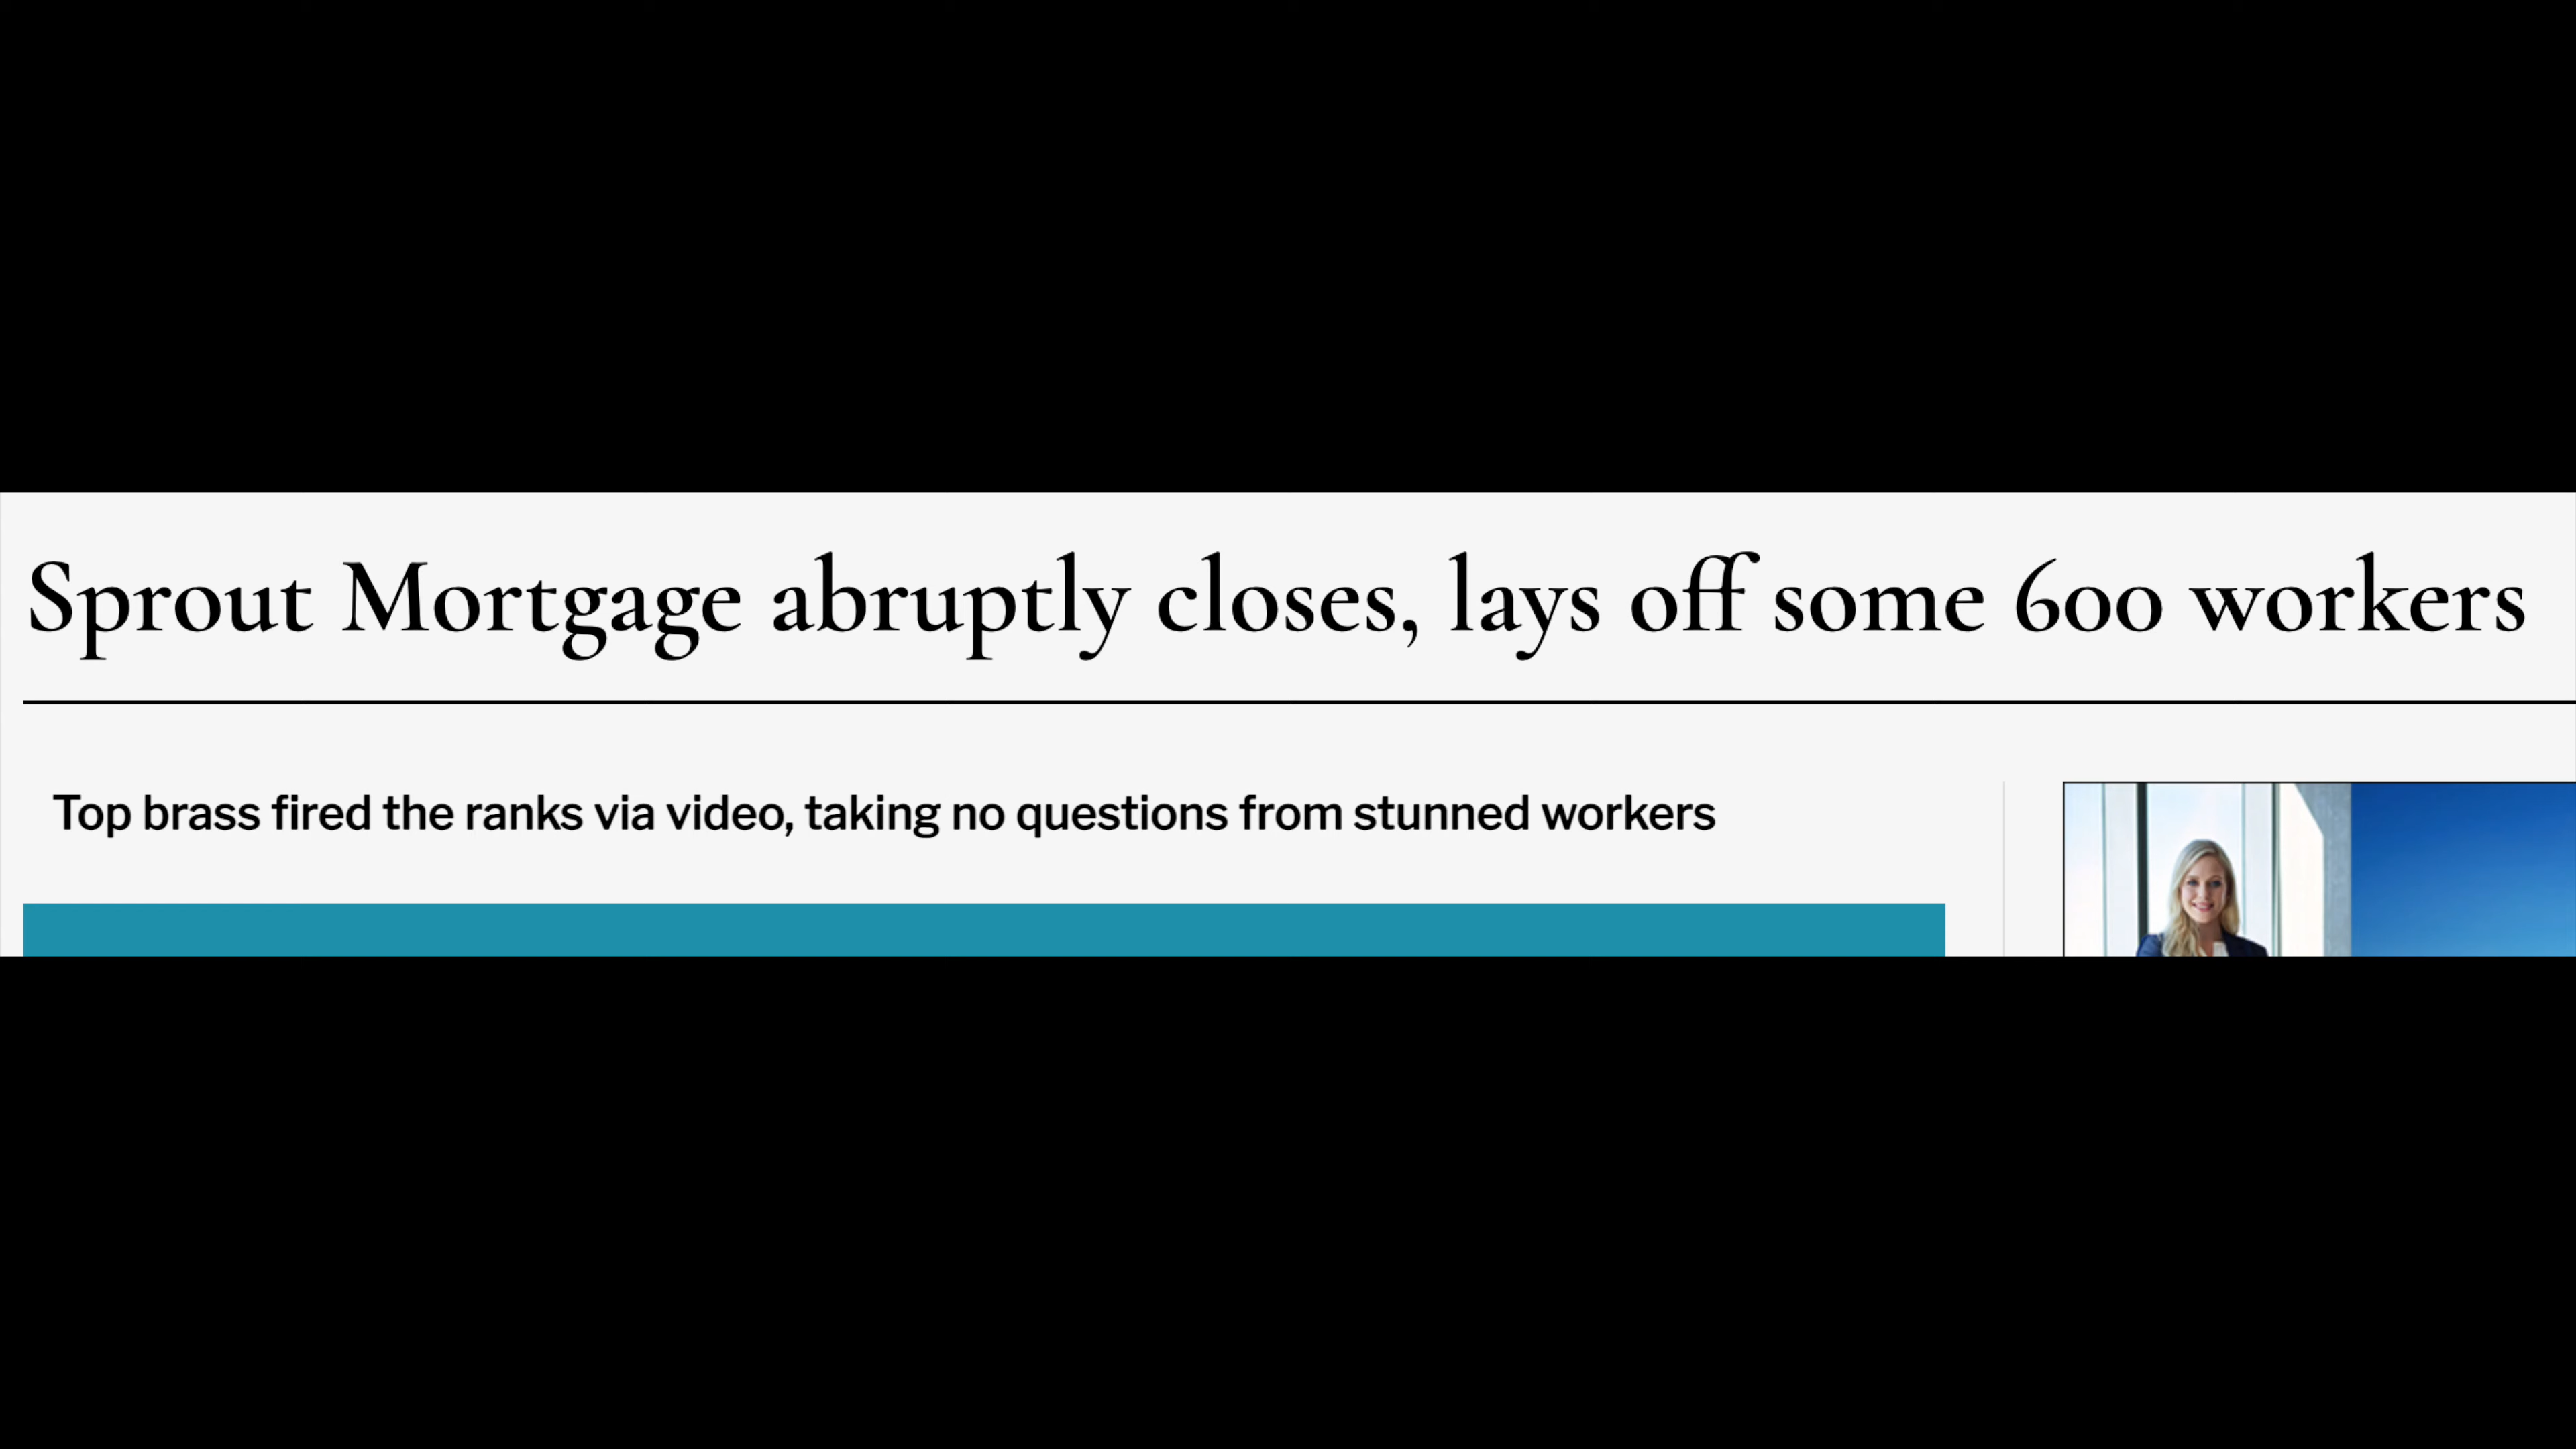 Sprout Mortgage abruptly closes, lays off some 600 workers
Top brass fired the ranks via video, taking no questions from stunned workers